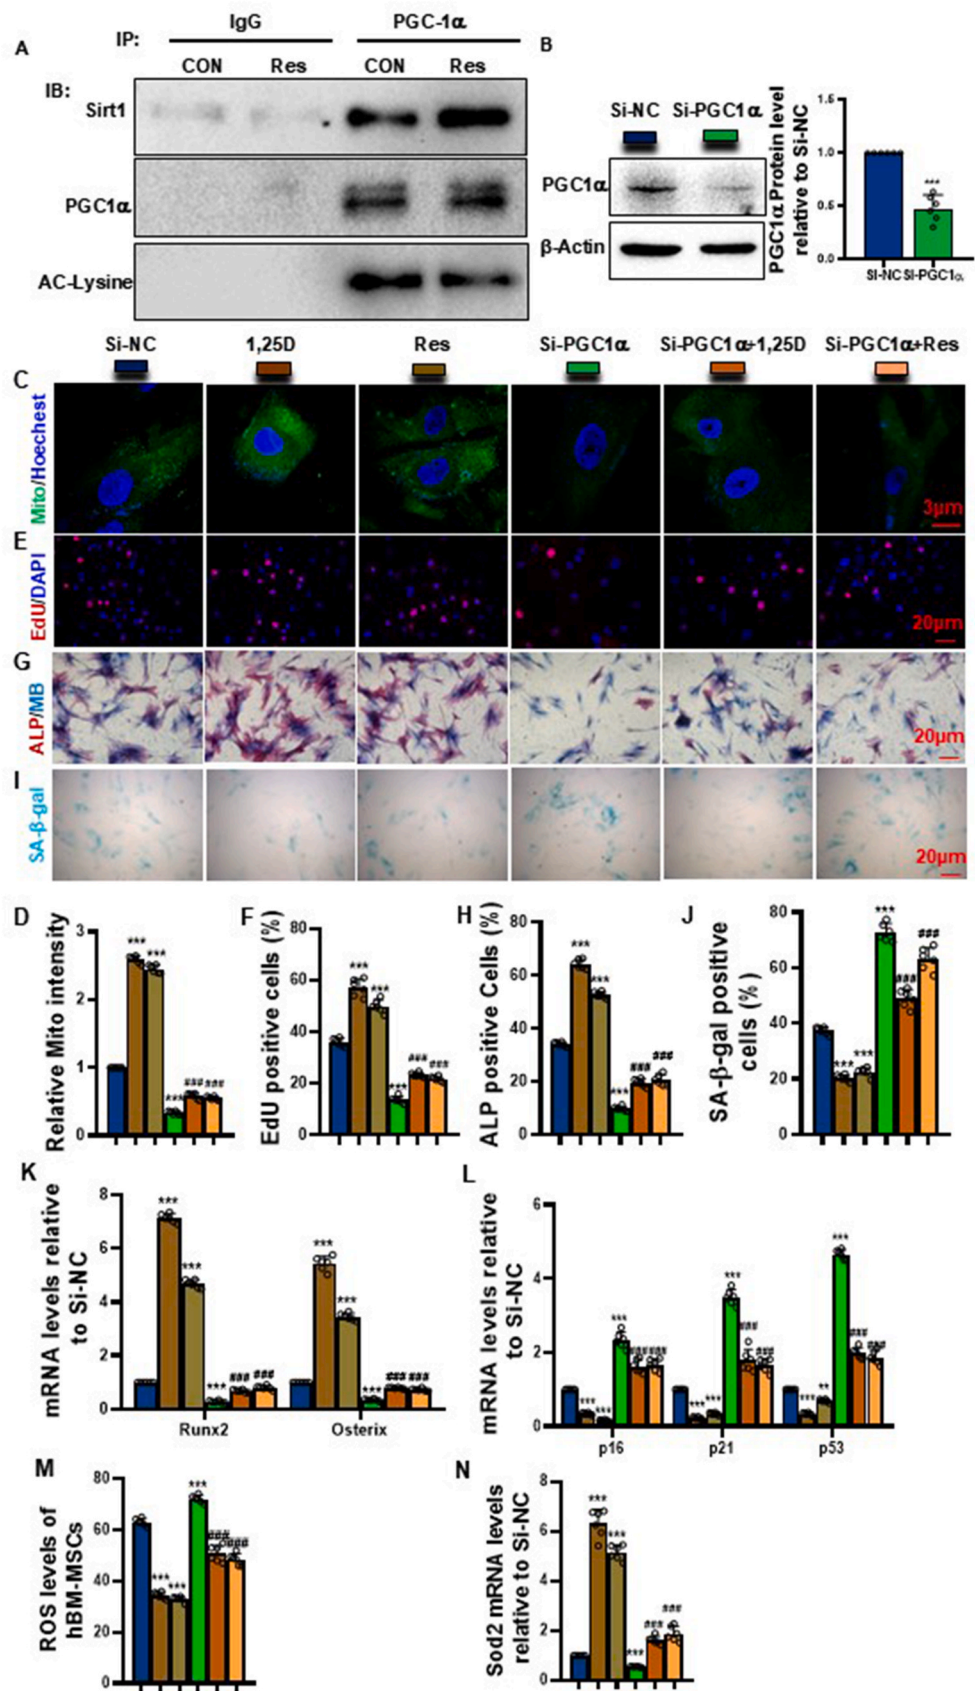 A
IP:
IgG
PGC-1α
CON
Res
CON
Res
IB:
Sirt1
PGC1α
AC-Lysine
B
Si-NC
Si-PGC1α
PGC1α
β-Actin
PGC1α Protein level
relative to Si-NC
1.5
1.0
0.5
0.0
***
SI-NC
SI-PGC1α
Si-NC
1,25D
Res
Si-PGC1α
Si-PGC1α+1,25D
Si-PGC1α+Res
C
Mito/Hoechest
3μm
E
EdU/DAPI
20μm
G
ALP/MB
20μm
I
SA-β-gal
20μm
D
Relative Mito intensity
3
2
1
0
***
***
***
###
###
F
EdU positive cells (%)
80
60
40
20
0
***
***
***
###
###
H
ALP positive Cells (%)
80
60
40
20
0
***
***
***
###
###
J
SA-β-gal positive
cells (%)
80
60
40
20
0
***
***
***
###
###
K
mRNA levels relative
to Si-NC
8
6
4
2
0
***
***
***
###
###
***
***
***
###
###
Runx2
Osterix
L
mRNA levels relative
to Si-NC
6
4
2
0
***
***
***
###
###
***
***
***
###
###
***
**
***
###
###
p16
p21
p53
M
ROS levels of
hBM-MSCs
80
60
40
20
0
***
***
***
###
###
N
Sod2 mRNA levels
relative to Si-NC
8
6
4
2
0
***
***
***
###
###